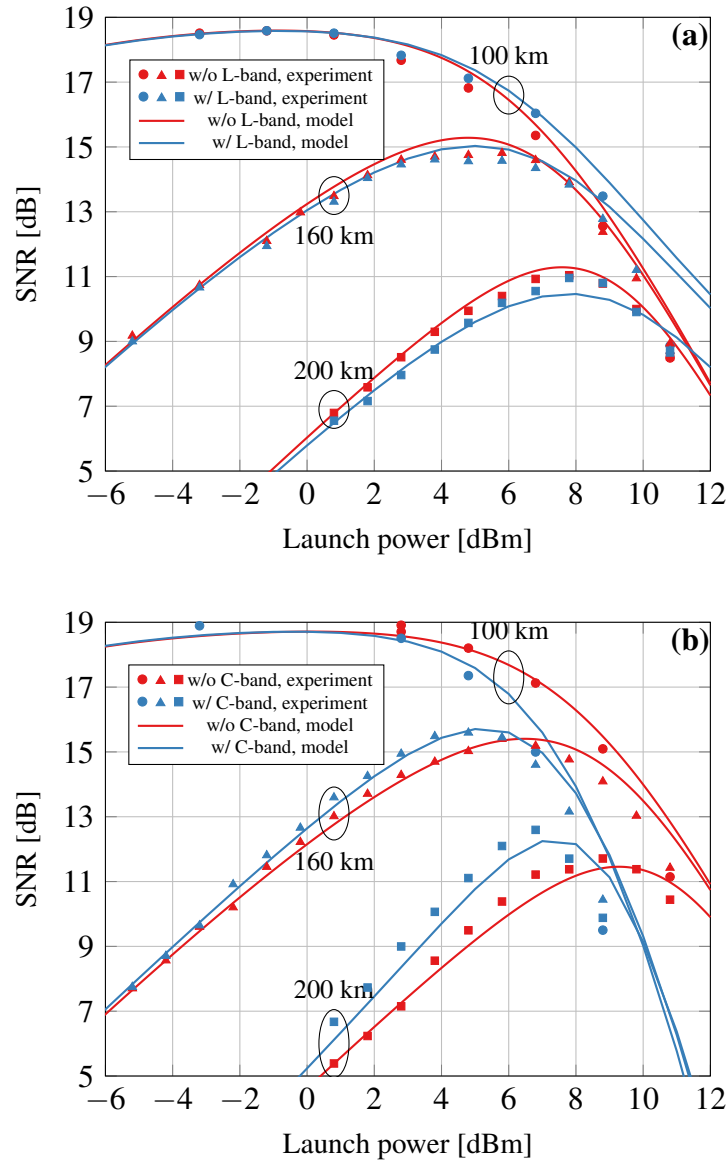 19
17
15
13
11
9
7
5
SNR [dB]
(a)
100 km
w/o L-band, experiment
w/ L-band, experiment
w/o L-band, model
w/ L-band, model
160 km
200 km
−6 −4 −2 0 2 4 6 8 10 12
Launch power [dBm]
19
17
15
13
11
9
7
5
SNR [dB]
(b)
100 km
w/o C-band, experiment
w/ C-band, experiment
w/o C-band, model
w/ C-band, model
160 km
200 km
−6 −4 −2 0 2 4 6 8 10 12
Launch power [dBm]